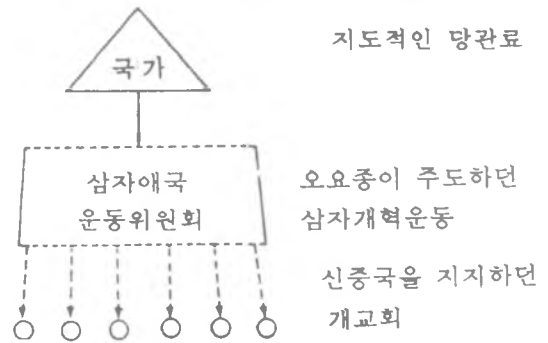 지도적인 당관료
국가
삼자애국
운동위원회
오요종이 주도하던
삼자개혁운동
신중국을 지지하던
개교회